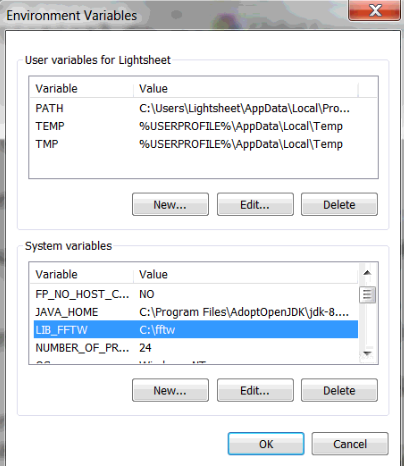 Environment Variables
User variables for Lightsheet
Variable Value
PATH C:\Users\Lightsheet\AppData\Local\Pro...
TEMP %USERPROFILE%\AppData\Local\Temp
TMP %USERPROFILE%\AppData\Local\Temp
New... Edit... Delete
System variables
Variable Value
FP_NO_HOST_C... NO
JAVA_HOME C:\Program Files\AdoptOpenJDK\jdk-8....
LIB_FFTW C:\fftw
NUMBER_OF_PR... 24
New... Edit... Delete
OK Cancel